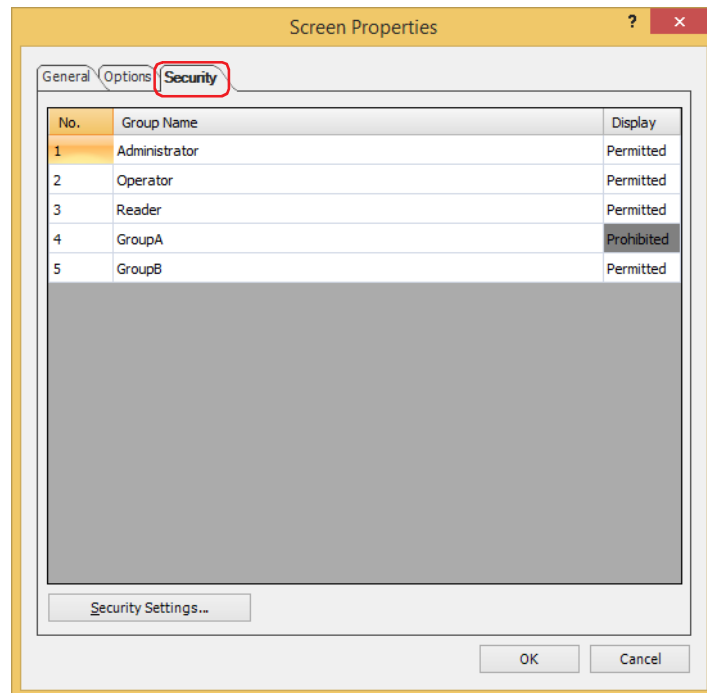 Screen Properties ? ×
General Options Security
No. Group Name Display
1 Administrator Permitted
2 Operator Permitted
3 Reader Permitted
4 GroupA Prohibited
5 GroupB Permitted
Security Settings...
OK Cancel